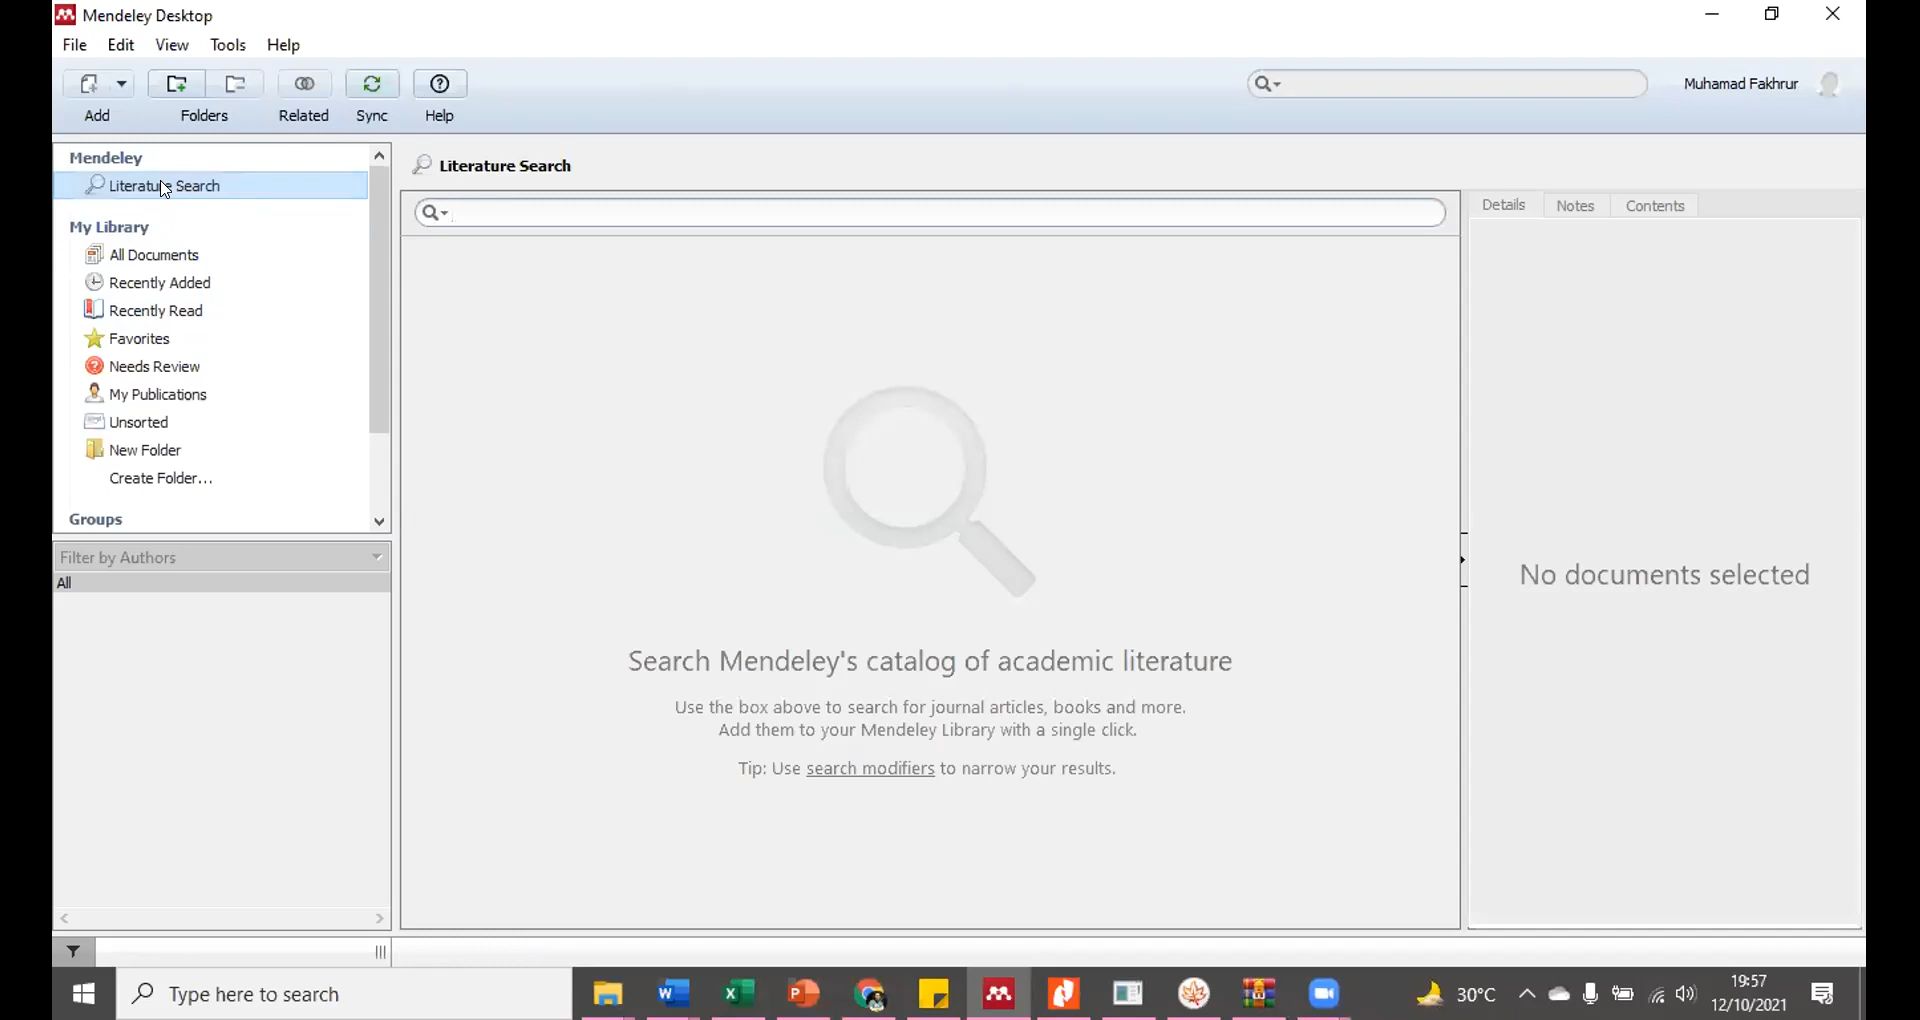 Mendeley Desktop
File Edit View Tools Help
Add Folders Related Sync Help
Muhamad Fakhrur
Mendeley
Literature Search
My Library
All Documents
Recently Added
Recently Read
Favorites
Needs Review
My Publications
Unsorted
New Folder
Create Folder...
Groups
Filter by Authors
All
Literature Search
Search Mendeley's catalog of academic literature
Use the box above to search for journal articles, books and more.
Add them to your Mendeley Library with a single click.
Tip: Use search modifiers to narrow your results.
Details Notes Contents
No documents selected
Type here to search
30°C
19:57
12/10/2021